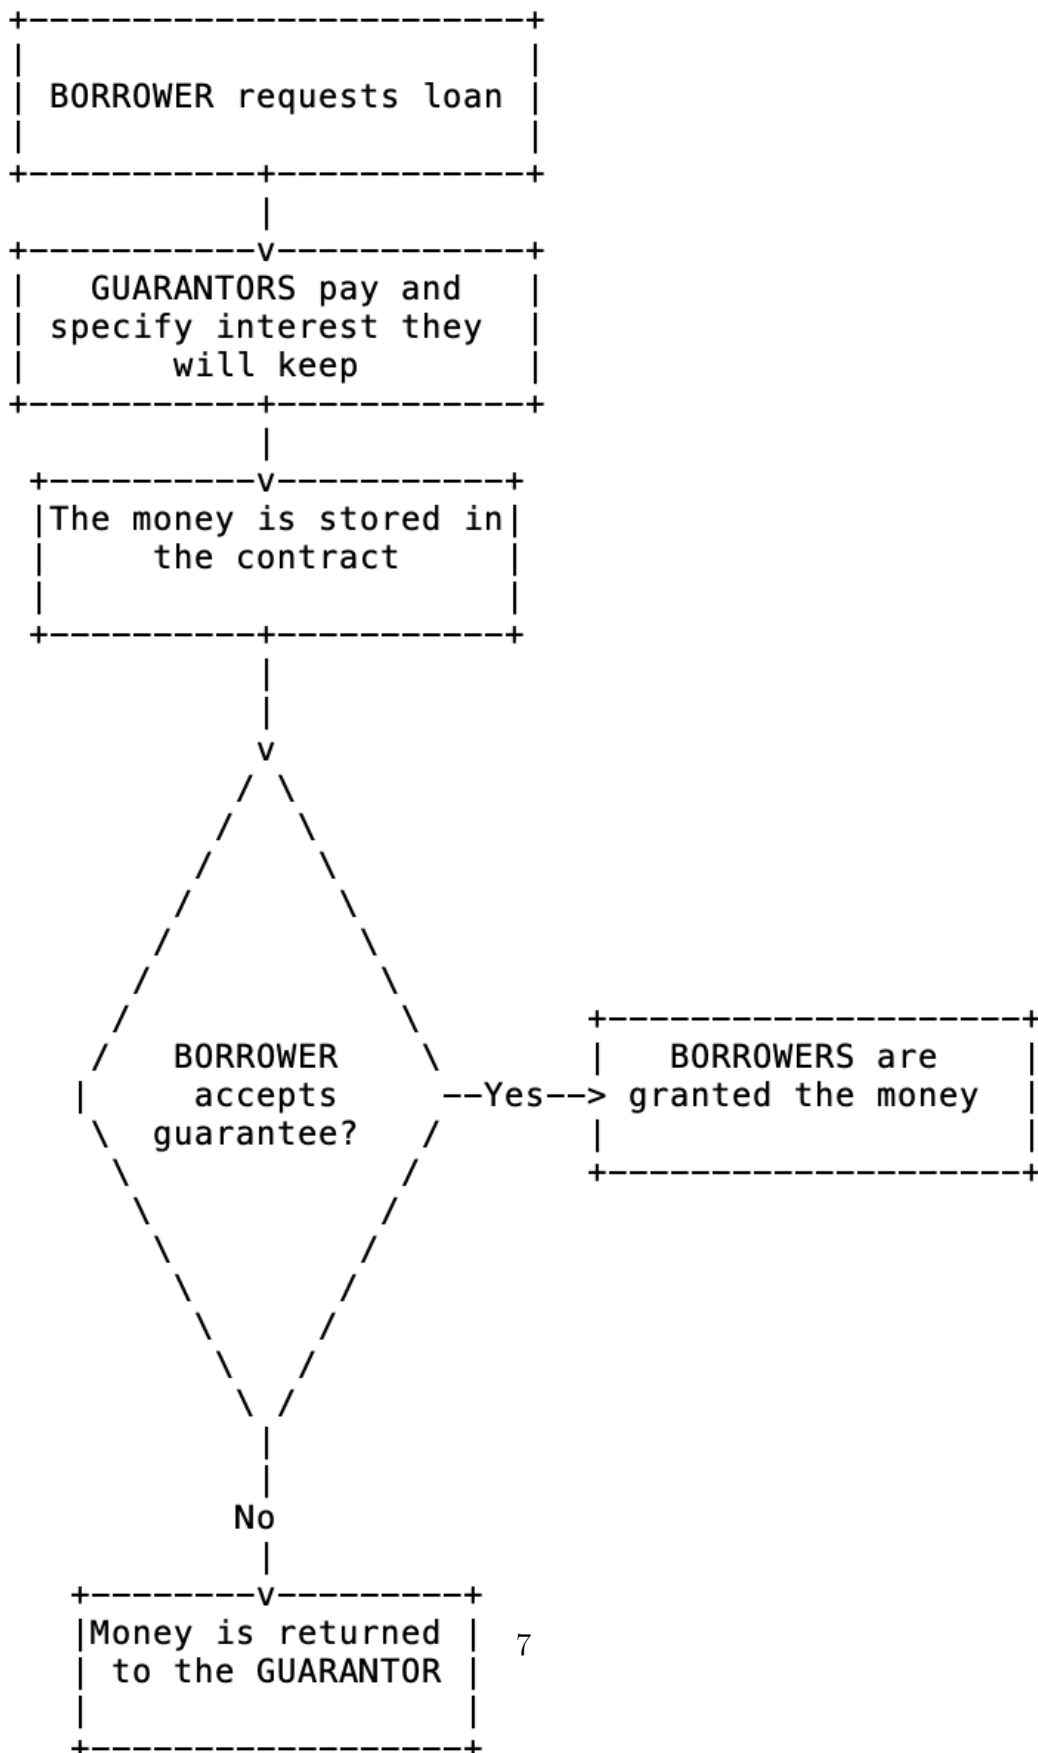 BORROWER requests loan
GUARANTORS pay and
specify interest they
will keep
The money is stored in
the contract
BORROWER
accepts
guarantee?
--Yes-->
BORROWERS are
granted the money
No
Money is returned
to the GUARANTOR
7